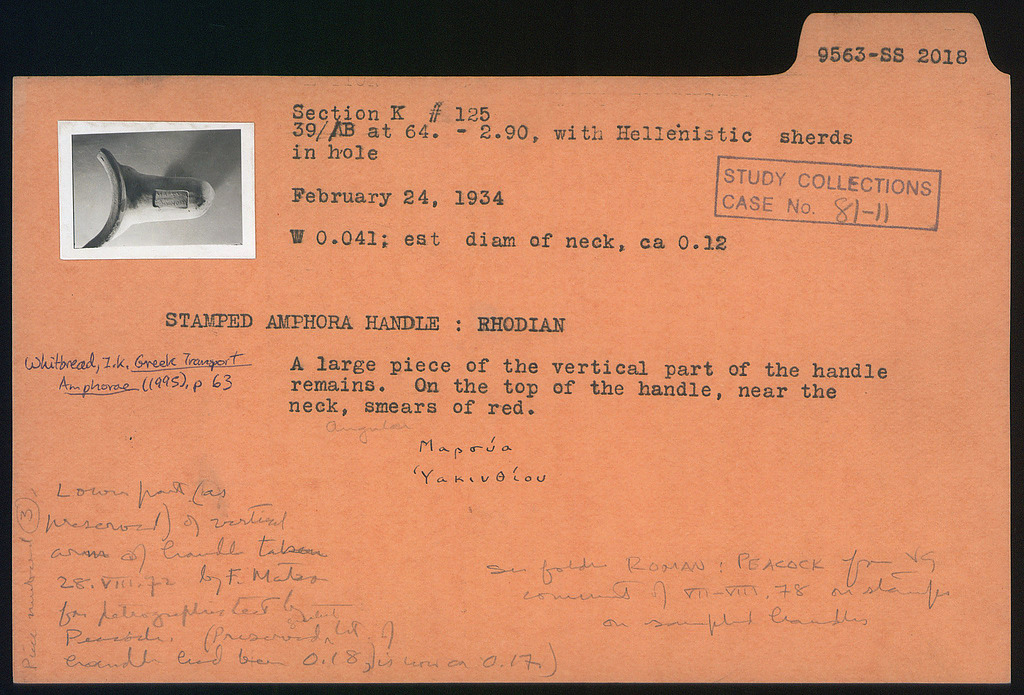 9563-SS 2018
Section K # 125
39/AB at 64. - 2.90, with Hellenistic sherds
in hole
STUDY COLLECTIONS
CASE No. 81-11
February 24, 1934
W 0.041; est diam of neck, ca 0.12
STAMPED AMPHORA HANDLE : RHODIAN
Whitbread, I.K. Greek Transport
Amphorae (1995), p 63
A large piece of the vertical part of the handle
remains. On the top of the handle, near the
neck, smears of red.
angular
Μαρσύα
Ὑακινθίου
Lower part (as
preserved) of vertical
arm of handle taken
28.VIII.72 by F. Matson
for petrographic test by
Peacock. (Preserved ht. of
handle had been 0.18, is now ca 0.17.)
Piece numbered 3
See folder ROMAN: PEACOCK for VG
comment of VII-VIII.78 on stamps
on sampled handles